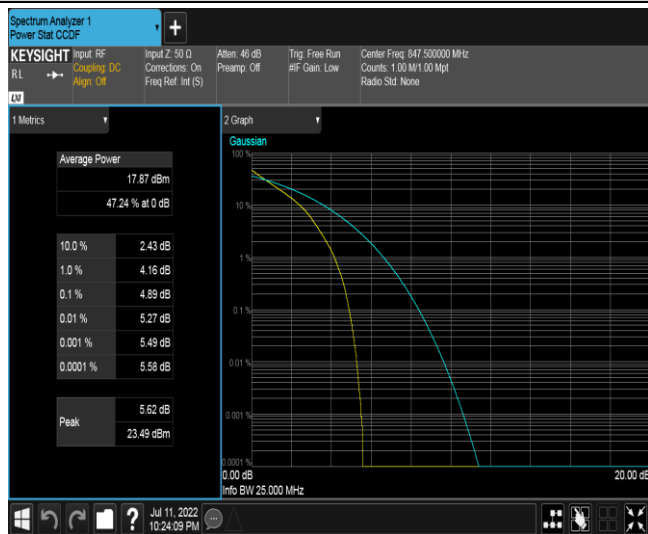 Spectrum Analyzer 1
Power Stat CCDF
+
KEYSIGHT
RL
LXI
Input: RF
Coupling: DC
Align: Off
Input Z: 50 Ω
Corrections: On
Freq Ref: Int (S)
Atten: 46 dB
Preamp: Off
Trig: Free Run
#IF Gain: Low
Center Freq: 847.500000 MHz
Counts: 1.00 M/1.00 Mpt
Radio Std: None
1 Metrics
Average Power
17.87 dBm
47.24 % at 0 dB
10.0 % 2.43 dB
1.0 % 4.16 dB
0.1 % 4.89 dB
0.01 % 5.27 dB
0.001 % 5.49 dB
0.0001 % 5.58 dB
Peak
5.62 dB
23.49 dBm
2 Graph
Gaussian
100 %
10 %
1 %
0.1 %
0.01 %
0.001 %
0.0001 %
0.00 dB
20.00 dB
Info BW 25.000 MHz
?
Jul 11, 2022
10:24:09 PM